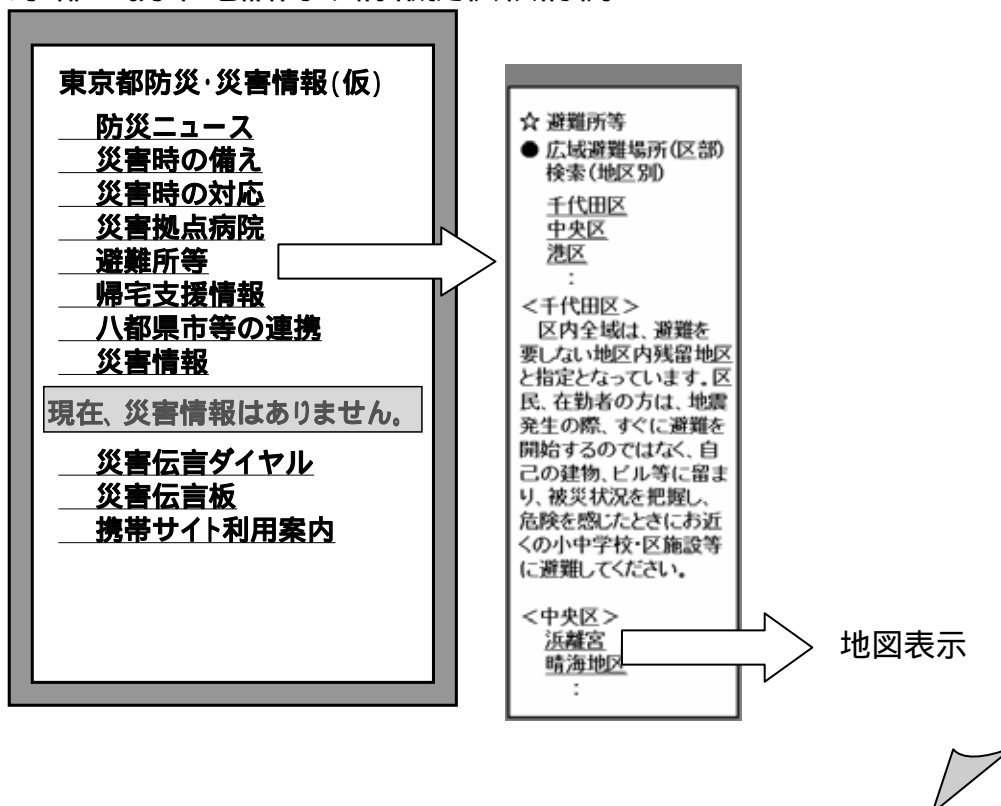 東京都防災・災害情報(仮)
防災ニュース
災害時の備え
災害時の対応
災害拠点病院
避難所等
帰宅支援情報
八都県市等の連携
災害情報
現在、災害情報はありません。
災害伝言ダイヤル
災害伝言板
携帯サイト利用案内
☆ 避難所等
● 広域避難場所(区部)
検索(地区別)
千代田区
中央区
港区
:
<千代田区>
区内全域は、避難を
要しない地区内残留地区
と指定となっています。区
民、在勤者の方は、地震
発生の際、すぐに避難を
開始するのではなく、自
己の建物、ビル等に留ま
り、被災状況を把握し、
危険を感じたときにお近
くの小中学校・区施設等
に避難してください。
<中央区>
浜離宮
晴海地区
:
地図表示